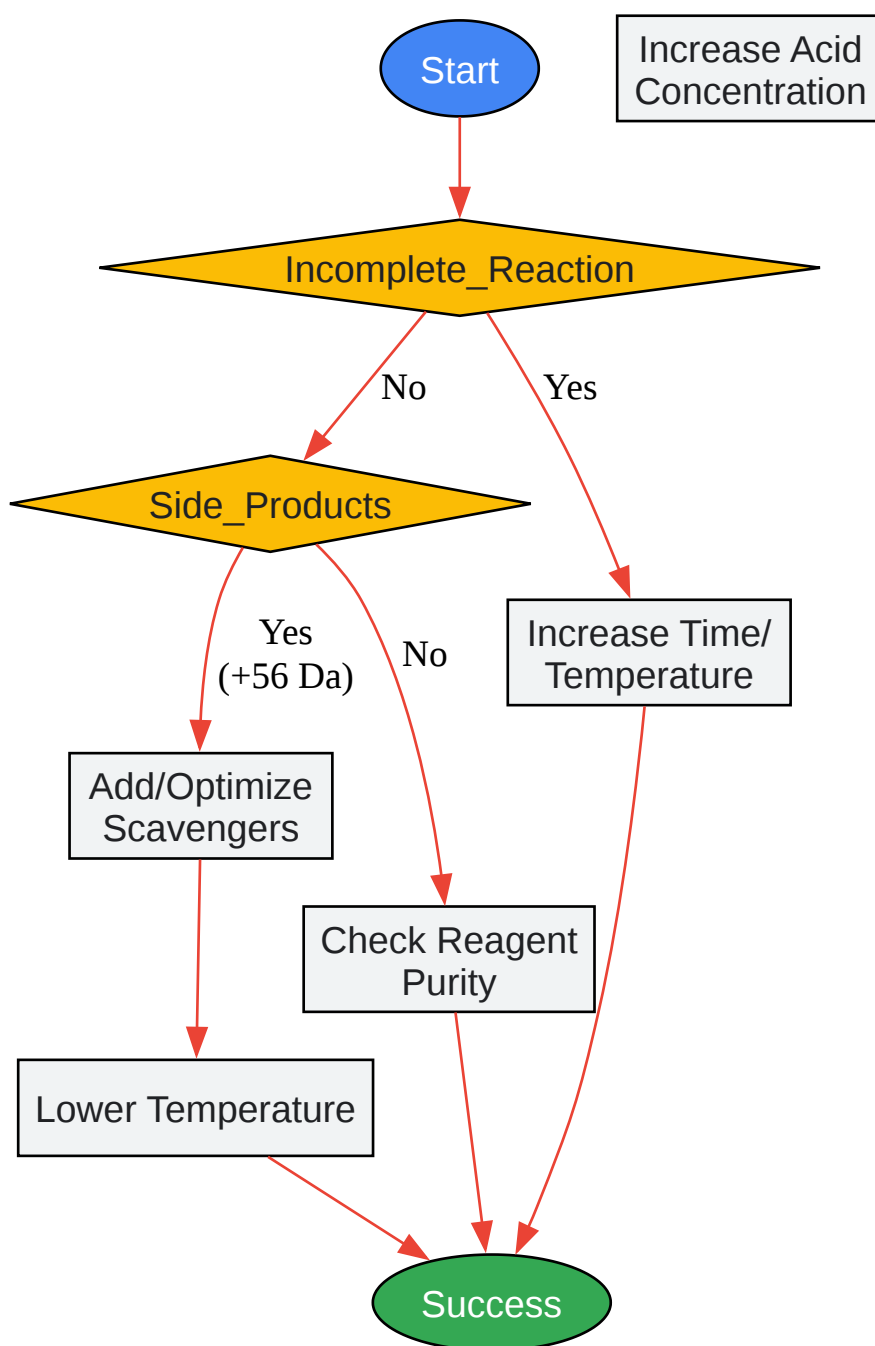 Start
Increase Acid
Concentration
Incomplete_Reaction
No
Yes
Side_Products
Yes
(+56 Da)
No
Increase Time/
Temperature
Add/Optimize
Scavengers
Check Reagent
Purity
Lower Temperature
Success